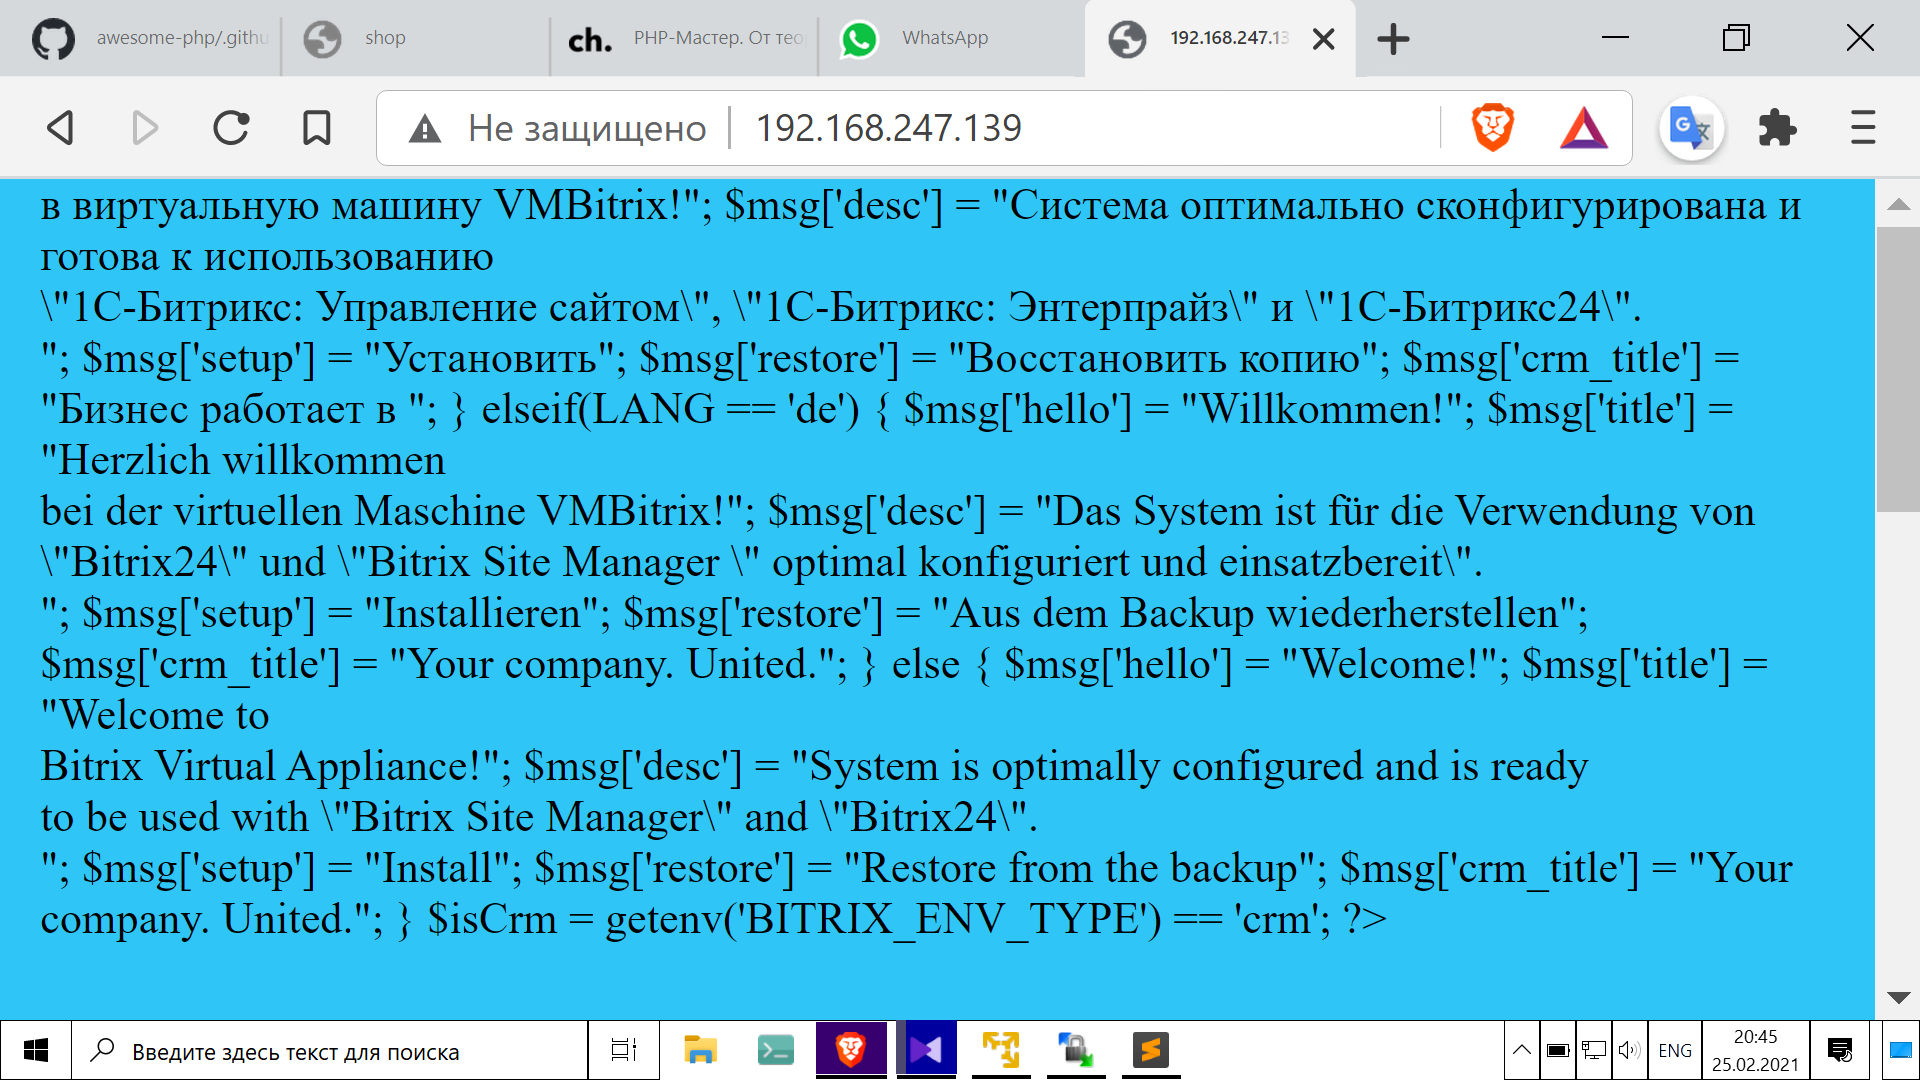 awesome-php/.githu
shop
ch.
PHP-Мастер. От тео
WhatsApp
192.168.247.13
Не защищено
192.168.247.139
в виртуальную машину VMBitrix!"; $msg['desc'] = "Система оптимально сконфигурирована и
готова к использованию
\"1С-Битрикс: Управление сайтом\", \"1С-Битрикс: Энтерпрайз\" и \"1С-Битрикс24\".
"; $msg['setup'] = "Установить"; $msg['restore'] = "Восстановить копию"; $msg['crm_title'] =
"Бизнес работает в "; } elseif(LANG == 'de') { $msg['hello'] = "Willkommen!"; $msg['title'] =
"Herzlich willkommen
bei der virtuellen Maschine VMBitrix!"; $msg['desc'] = "Das System ist für die Verwendung von
\"Bitrix24\" und \"Bitrix Site Manager \" optimal konfiguriert und einsatzbereit\".
"; $msg['setup'] = "Installieren"; $msg['restore'] = "Aus dem Backup wiederherstellen";
$msg['crm_title'] = "Your company. United."; } else { $msg['hello'] = "Welcome!"; $msg['title'] =
"Welcome to
Bitrix Virtual Appliance!"; $msg['desc'] = "System is optimally configured and is ready
to be used with \"Bitrix Site Manager\" and \"Bitrix24\".
"; $msg['setup'] = "Install"; $msg['restore'] = "Restore from the backup"; $msg['crm_title'] = "Your
company. United."; } $isCrm = getenv('BITRIX_ENV_TYPE') == 'crm'; ?>
Введите здесь текст для поиска
ENG
20:45
25.02.2021